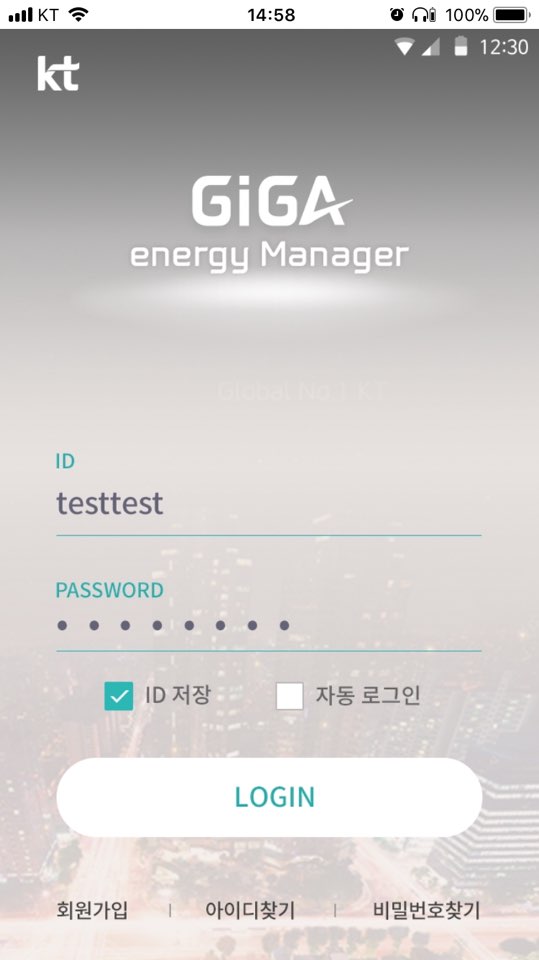 KT 14:58 100%
12:30
kt
GiGA
energy Manager
Global No.1 KT
ID
testtest
PASSWORD
ID 저장 자동 로그인
LOGIN
회원가입 | 아이디찾기 | 비밀번호찾기